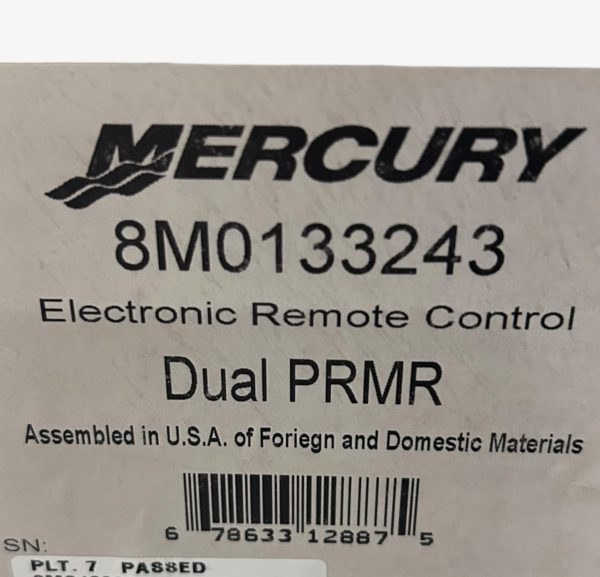 MERCURY
8M0133243
Electronic Remote Control
Dual PRMR
Assembled in U.S.A. of Foriegn and Domestic Materials
6 78633 12887 5
SN:
PLT. 7 PASSED